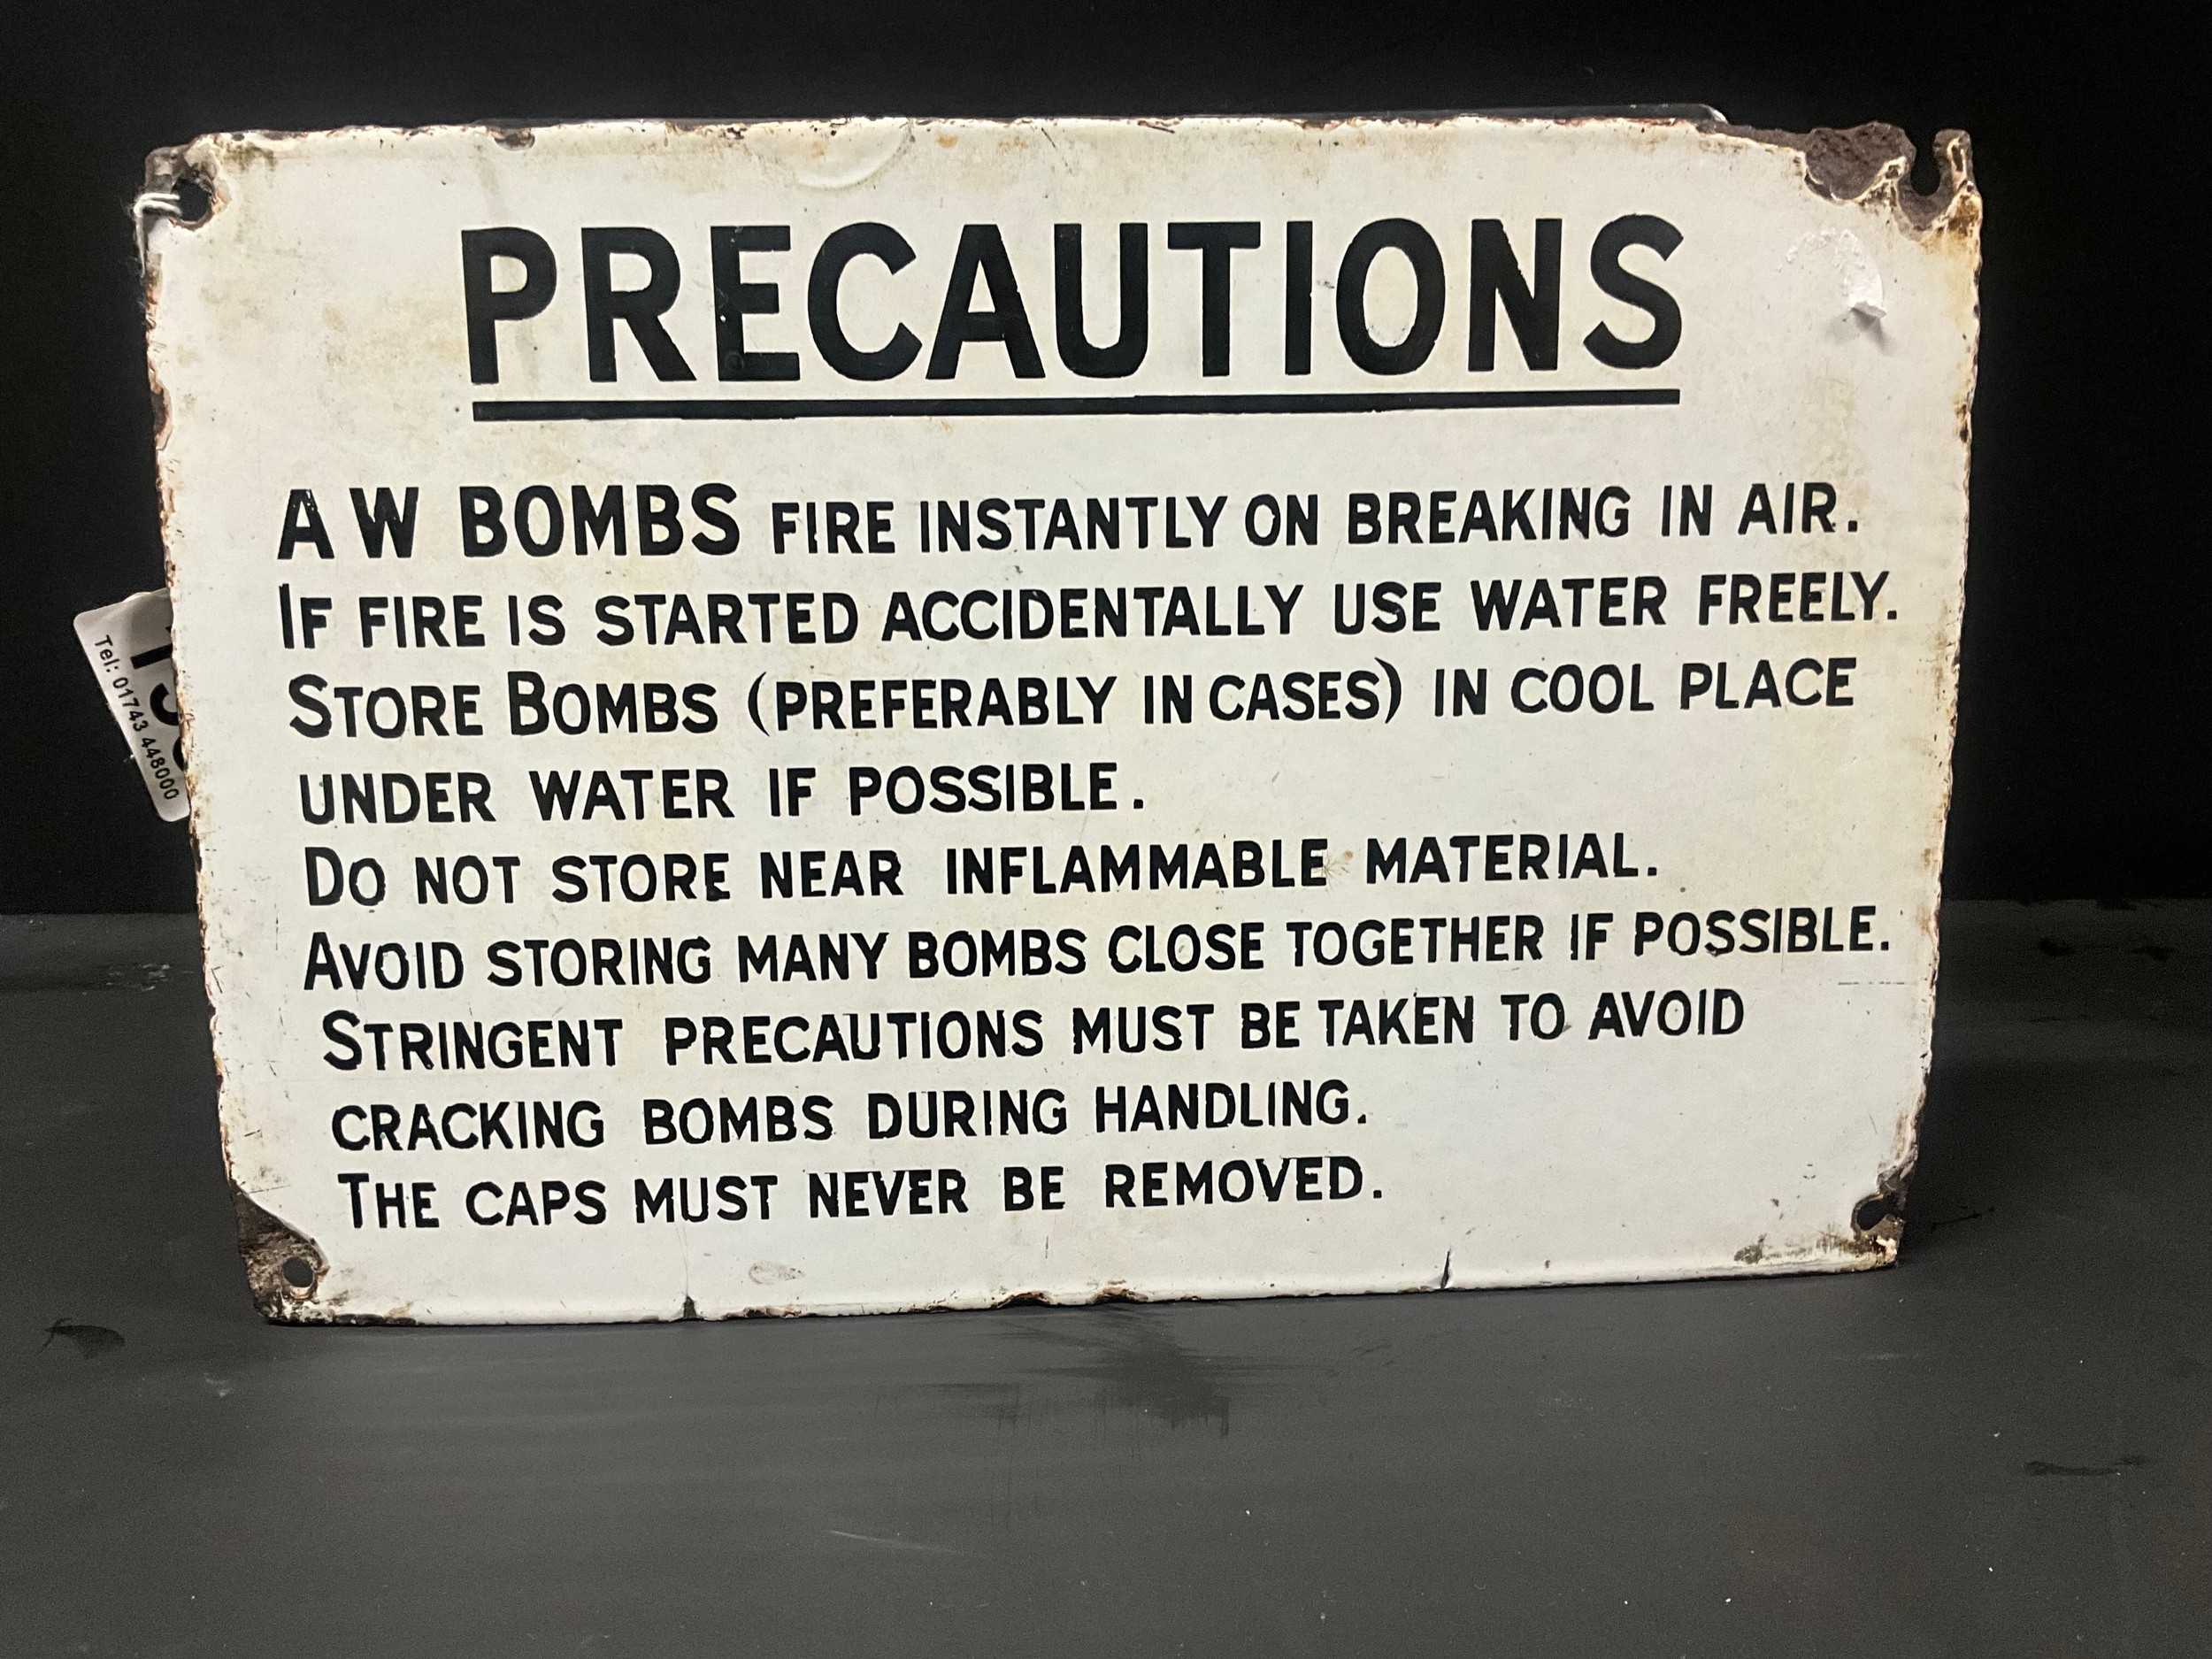 PRECAUTIONS
A W BOMBS FIRE INSTANTLY ON BREAKING IN AIR.
IF FIRE IS STARTED ACCIDENTALLY USE WATER FREELY.
STORE BOMBS (PREFERABLY IN CASES) IN COOL PLACE
UNDER WATER IF POSSIBLE.
DO NOT STORE NEAR INFLAMMABLE MATERIAL.
AVOID STORING MANY BOMBS CLOSE TOGETHER IF POSSIBLE.
STRINGENT PRECAUTIONS MUST BE TAKEN TO AVOID
CRACKING BOMBS DURING HANDLING.
THE CAPS MUST NEVER BE REMOVED.
Tel: 01743 448000